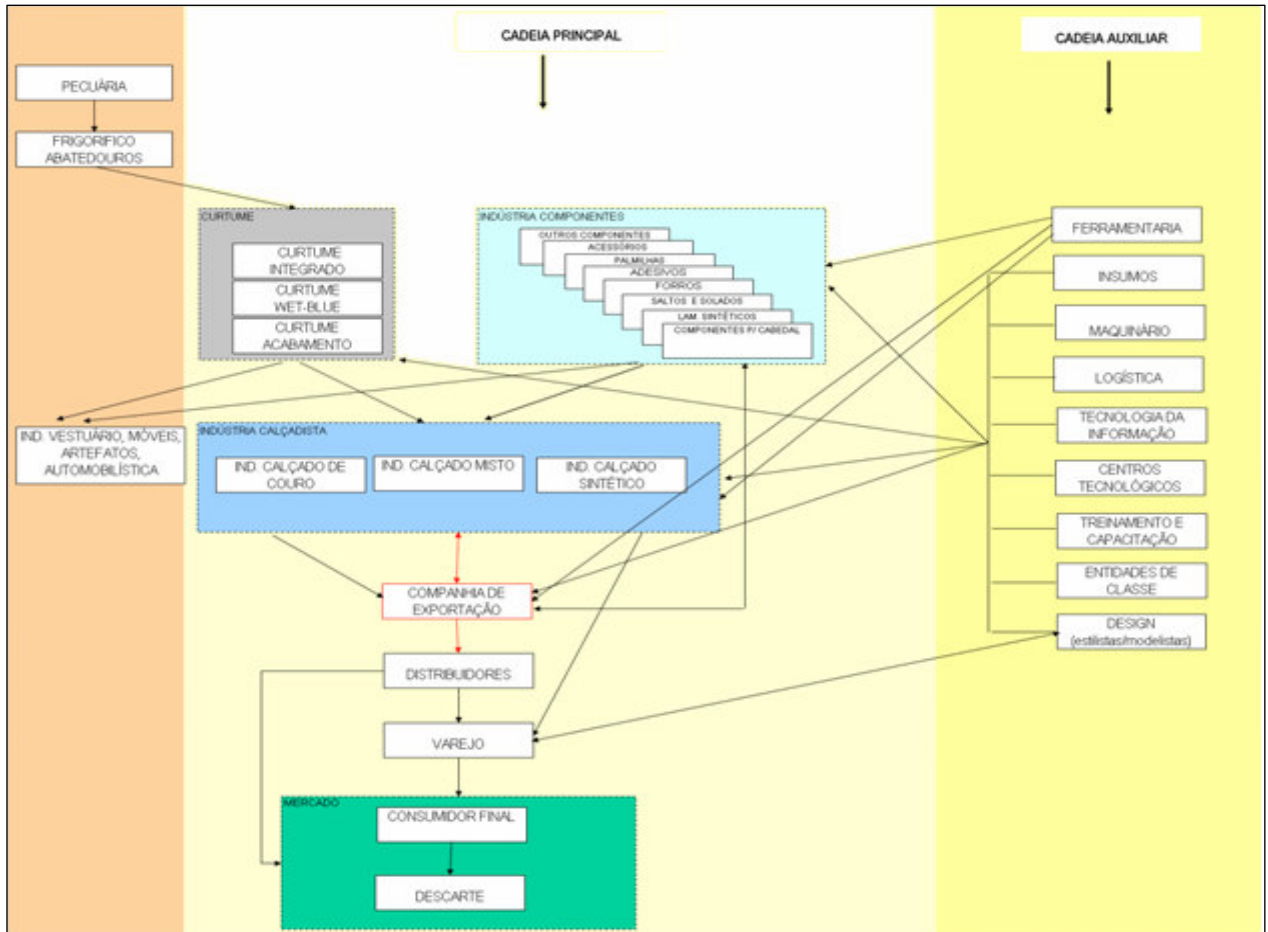 CADEIA PRINCIPAL
CADEIA AUXILIAR
PECUÀRIA
FRIGORIFICO
ABATEDOUROS
CURTUME
CURTUME
INTEGRADO
CURTUME
WET-BLUE
CURTUME
ACABAMENTO
INDÚSTRIA COMPONENTES
OUTROS COMPONENTES
ACESSÓRIOS
PALMILHAS
ADESIVOS
FORROS
SALTOS E SOLADOS
LAM. SINTÉTICOS
COMPONENTES P/ CABEDAL
FERRAMENTARIA
INSUMOS
MAQUINÁRIO
LOGÍSTICA
TECNOLOGIA DA
INFORMAÇÃO
CENTROS
TECNOLÓGICOS
TREINAMENTO E
CAPACITAÇÃO
ENTIDADES DE
CLASSE
DESIGN
(estilistas/modelistas)
IND. VESTUÁRIO, MÓVEIS,
ARTEFATOS,
AUTOMOBILÍSTICA
INDÚSTRIA CALÇADISTA
IND. CALÇADO DE
COURO
IND. CALÇADO MISTO
IND. CALÇADO
SINTÉTICO
COMPANHIA DE
EXPORTAÇÃO
DISTRIBUIDORES
VAREJO
MERCADO
CONSUMIDOR FINAL
DESCARTE